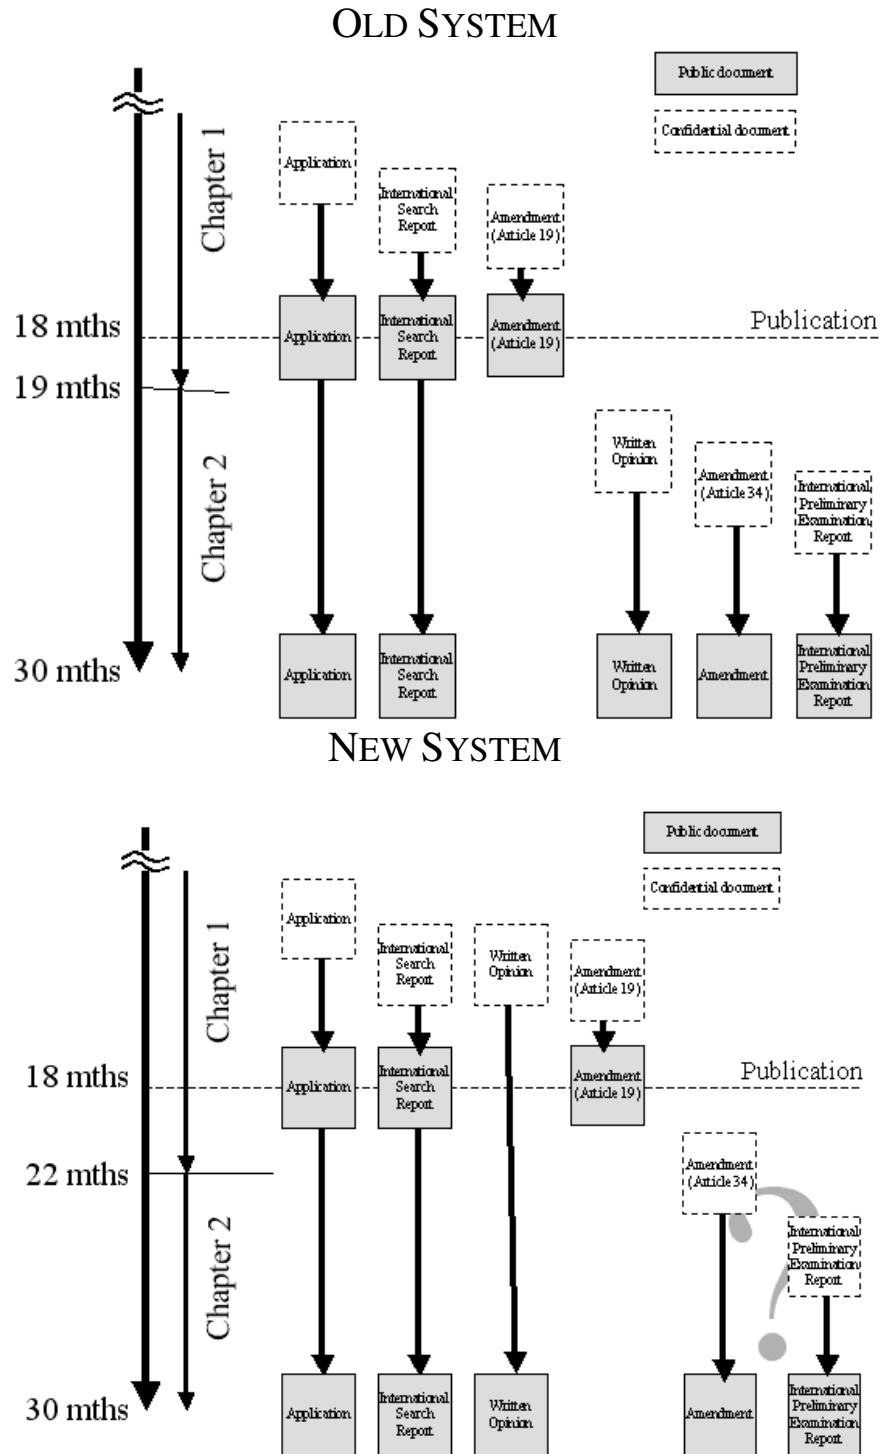 OLD SYSTEM
Public document
Confidential document
Chapter 1
Application
International
Search
Report
Amendment
(Article 19)
18 mths
Publication
Application
International
Search
Report
Amendment
(Article 19)
19 mths
Chapter 2
Written
Opinion
Amendment
(Article 34)
International
Preliminary
Examination
Report
30 mths
Application
International
Search
Report
Written
Opinion
Amendment
International
Preliminary
Examination
Report
NEW SYSTEM
Public document
Confidential document
Chapter 1
Application
International
Search
Report
Written
Opinion
Amendment
(Article 19)
18 mths
Publication
Application
International
Search
Report
Amendment
(Article 19)
22 mths
Chapter 2
Amendment
(Article 34)
?
International
Preliminary
Examination
Report
30 mths
Application
International
Search
Report
Written
Opinion
Amendment
International
Preliminary
Examination
Report